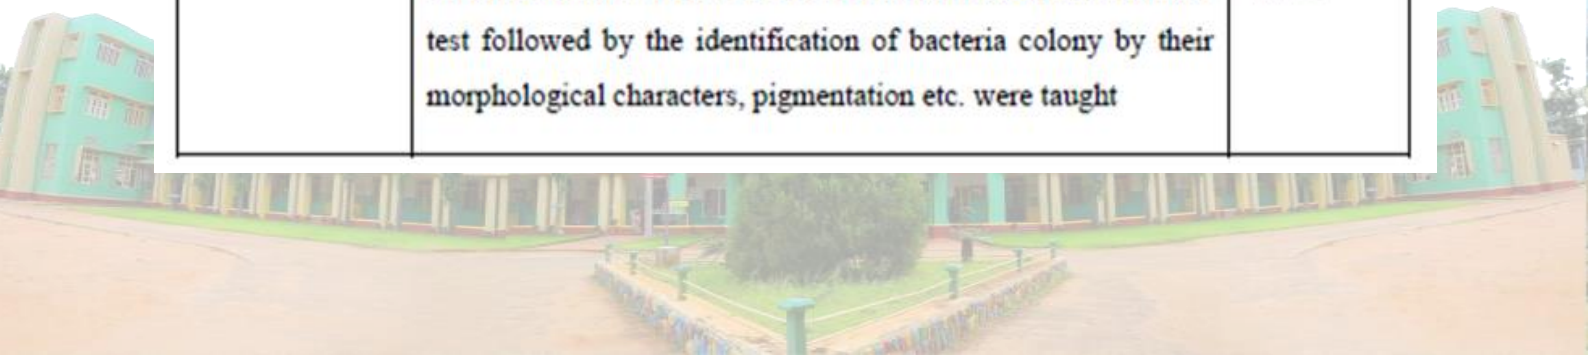 test followed by the identification of bacteria colony by their
morphological characters, pigmentation etc. were taught